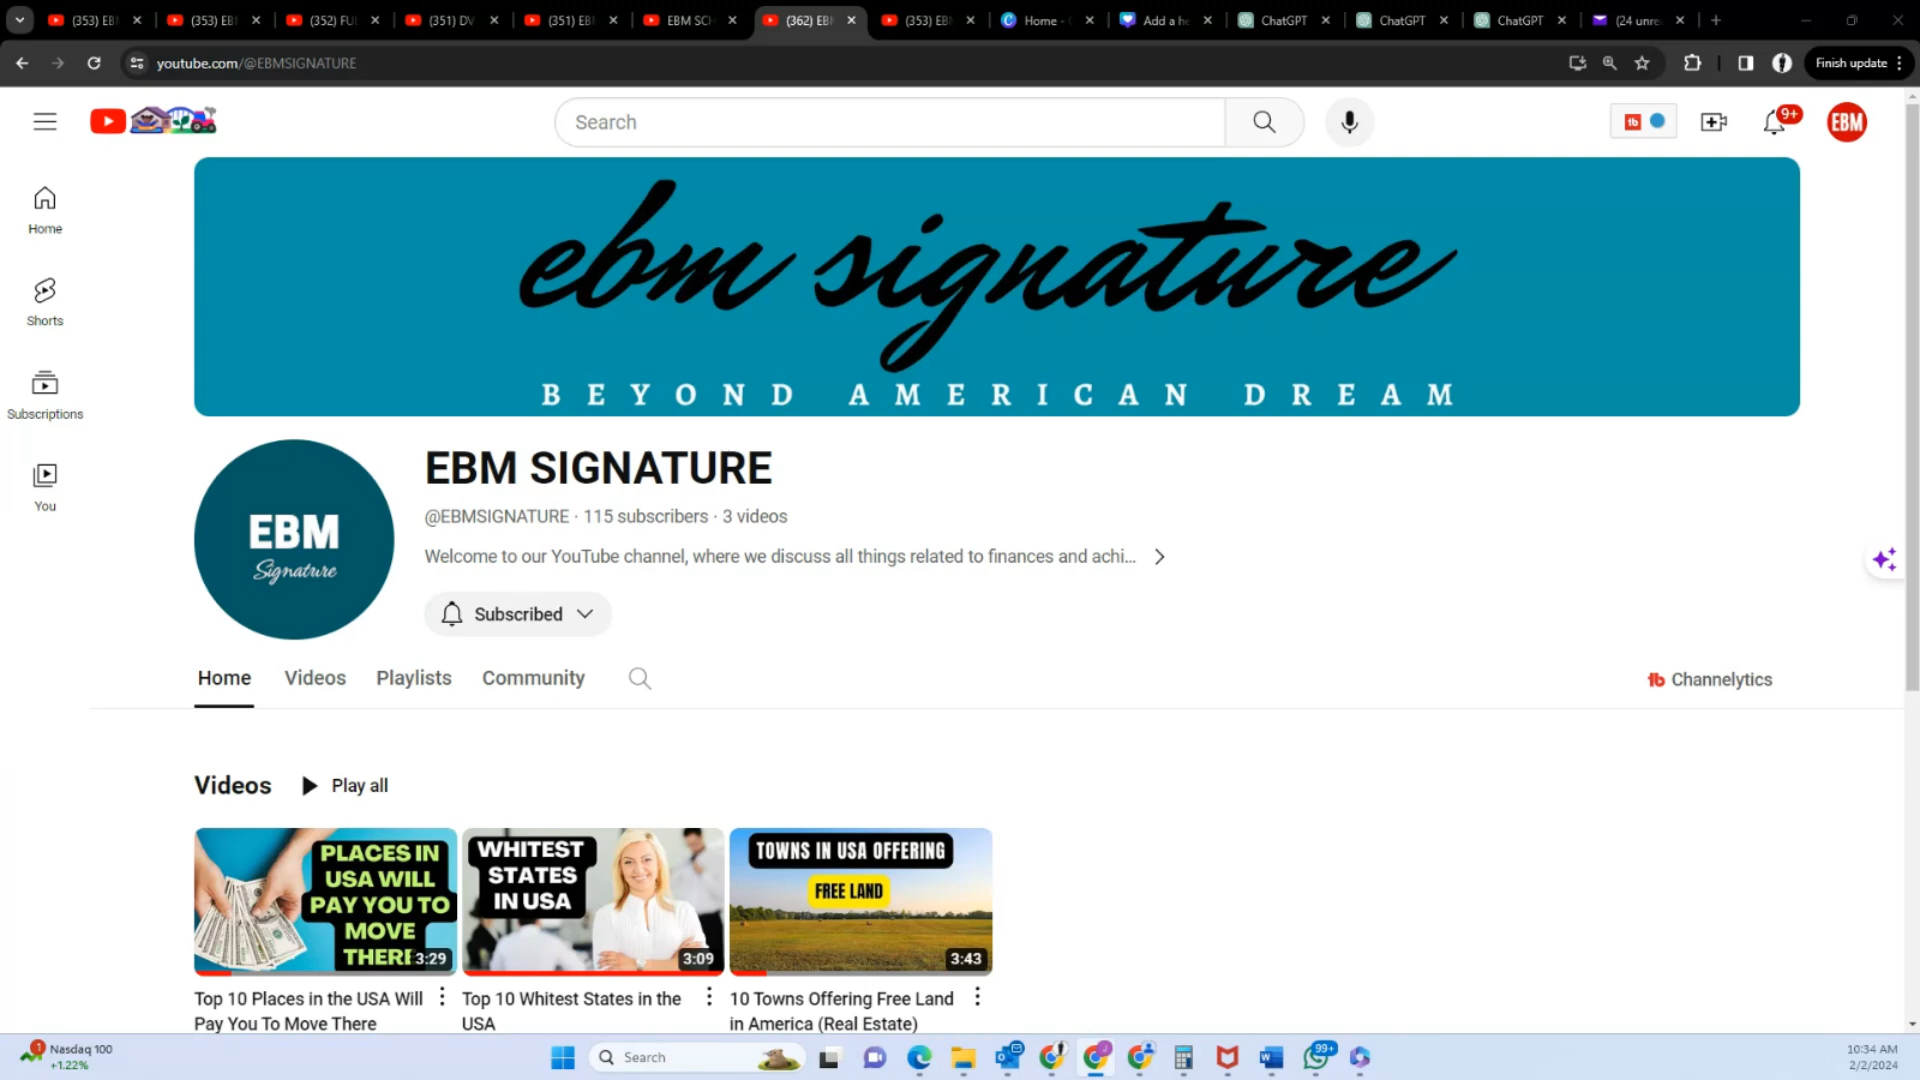 (353) EB
(353) EB
(352) FU
(351) DV
(351) EB
EBM SCH
(362) EB
(353) EB
Home -
Add a he
ChatGPT
ChatGPT
ChatGPT
(24 unre
youtube.com/@EBMSIGNATURE
Finish update
Search
9+
EBM
Home
Shorts
Subscriptions
You
ebm signature
BEYOND AMERICAN DREAM
EBM
Signature
EBM SIGNATURE
@EBMSIGNATURE · 115 subscribers · 3 videos
Welcome to our YouTube channel, where we discuss all things related to finances and achi...
Subscribed
Home Videos Playlists Community
Channelytics
Videos Play all
PLACES IN
USA WILL
PAY YOU TO
MOVE
THERE
3:29
WHITEST
STATES
IN USA
3:09
TOWNS IN USA OFFERING
FREE LAND
3:43
Top 10 Places in the USA Will
Pay You To Move There
Top 10 Whitest States in the
USA
10 Towns Offering Free Land
in America (Real Estate)
1
Nasdaq 100
+1.22%
Search
99+
10:34 AM
2/2/2024